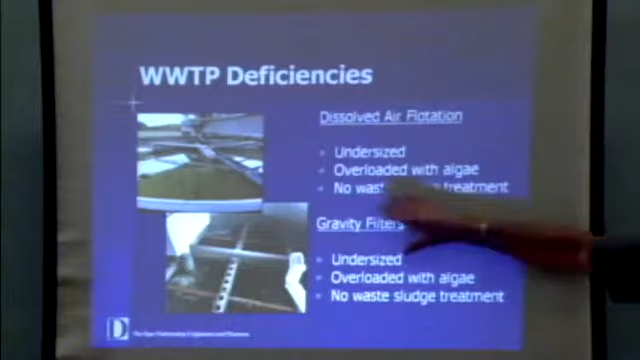 WWTP Deficiencies
Dissolved Air Flotation
• Undersized
• Overloaded with algae
• No treatment
Gravity Filters
• Undersized
• Overloaded with algae
• No waste sludge treatment
D